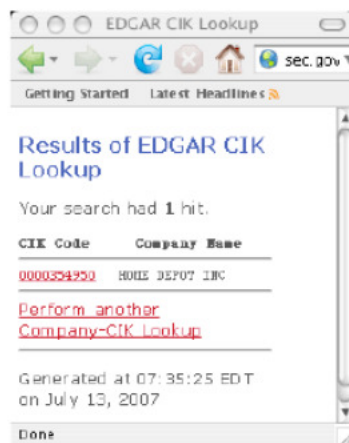 EDGAR CIK Lookup
sec.gov
Getting Started Latest Headlines
Results of EDGAR CIK
Lookup
Your search had 1 hit.
CIK Code Company Name
0000354950 HOME DEPOT INC
Perform another
Company-CIK Lookup
Generated at 07:35:25 EDT
on July 13, 2007
Done